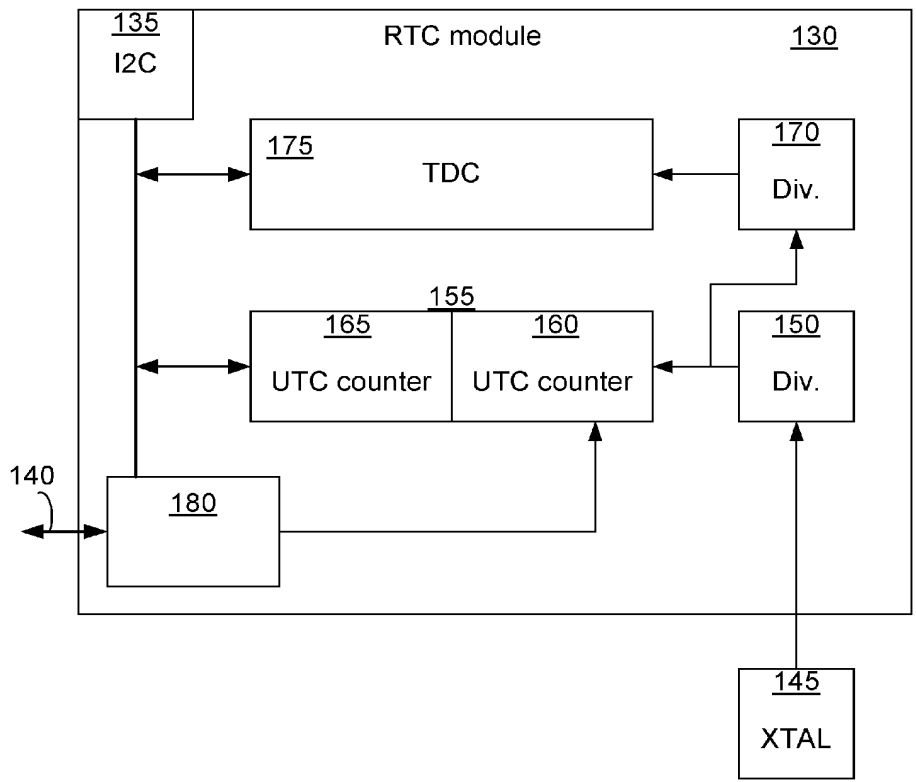 135
I2C
RTC module
130
175
TDC
170
Div.
155
165
UTC counter
160
UTC counter
150
Div.
140
180
145
XTAL